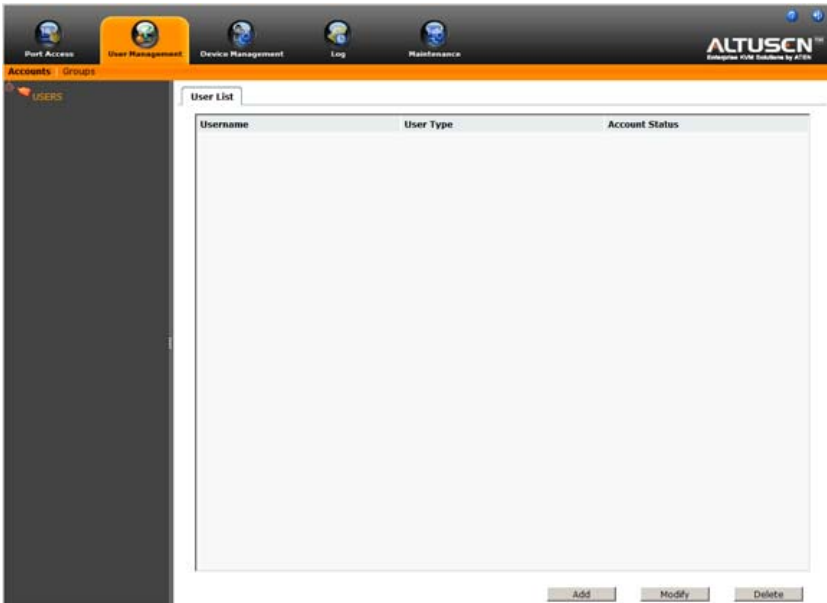 Port Access User Management Device Management Log Maintenance
ALTUSEN™
Enterprise KVM Solutions by ATEN
Accounts Groups
USERS
User List
Username User Type Account Status
Add Modify Delete